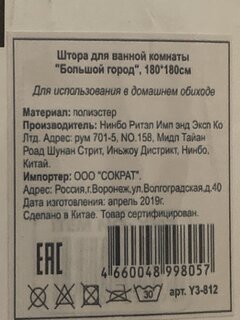 Штора для ванной комнаты
"Большой город", 180*180см
Для использования в домашнем обиходе
Материал: полиэстер
Производитель: Нинбо Ритэл Имп энд Эксп Ко
Лтд. Адрес: рум 701-5, NO.158, Мидл Тайан
Роад Шунан Стрит, Иньжоу Дистрикт, Нинбо,
Китай.
Импортер: ООО "СОКРАТ".
Адрес: Россия,г.Воронеж,ул.Волгоградская,д.40
Дата изготовления: апрель 2019г.
Сделано в Китае. Товар сертифицирован.
ЕАС
4 660048 998057
30
арт. УЗ-812